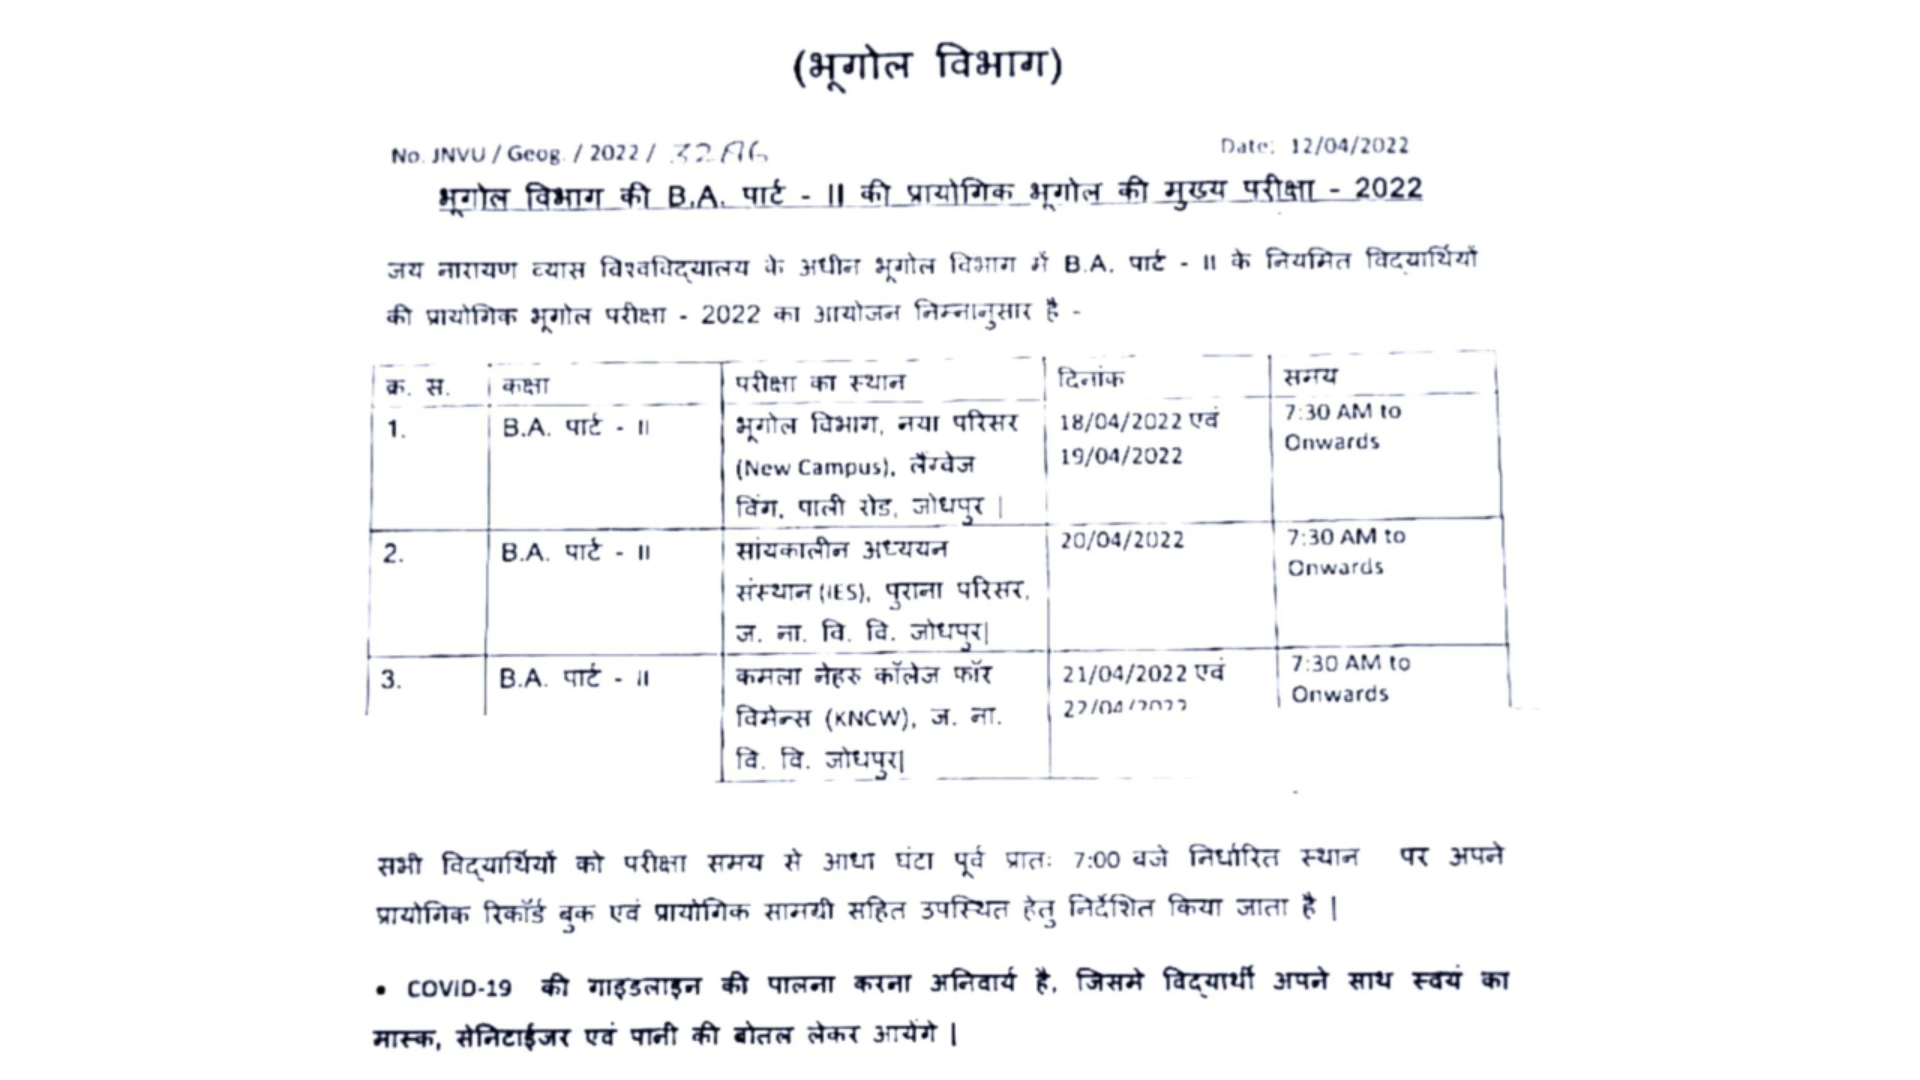 (भूगोल विभाग)
No. JNVU / Geog. / 2022 /
Date: 12/04/2022
भूगोल विभाग की B.A. पार्ट - II की प्रायोगिक भूगोल की मुख्य परीक्षा - 2022
जय नारायण व्यास विश्वविद्यालय के अधीन भूगोल विभाग में B.A. पार्ट - II के नियमित विद्यार्थियों
की प्रायोगिक भूगोल परीक्षा - 2022 का आयोजन निम्नानुसार है -
क्र. स. कक्षा परीक्षा का स्थान दिनांक समय
1. B.A. पार्ट - II भूगोल विभाग, नया परिसर 18/04/2022 एवं 7:30 AM to
(New Campus), लैंग्वेज 19/04/2022 Onwards
विंग, पाली रोड, जोधपुर |
2. B.A. पार्ट - II सांयकालीन अध्ययन 20/04/2022 7:30 AM to
संस्थान (IES), पुराना परिसर, Onwards
ज. ना. वि. वि. जोधपुर|
3. B.A. पार्ट - II कमला नेहरु कॉलेज फॉर 21/04/2022 एवं 7:30 AM to
विमेन्स (KNCW), ज. ना. 22/04/2022 Onwards
वि. वि. जोधपुर|
सभी विद्यार्थियों को परीक्षा समय से आधा घंटा पूर्व प्रातः 7:00 बजे निर्धारित स्थान पर अपने
प्रायोगिक रिकॉर्ड बुक एवं प्रायोगिक सामग्री सहित उपस्थित हेतु निर्देशित किया जाता है |
• COVID-19 की गाइडलाइन की पालना करना अनिवार्य है, जिसमे विद्यार्थी अपने साथ स्वयं का
मास्क, सेनिटाईजर एवं पानी की बोतल लेकर आयेंगे |